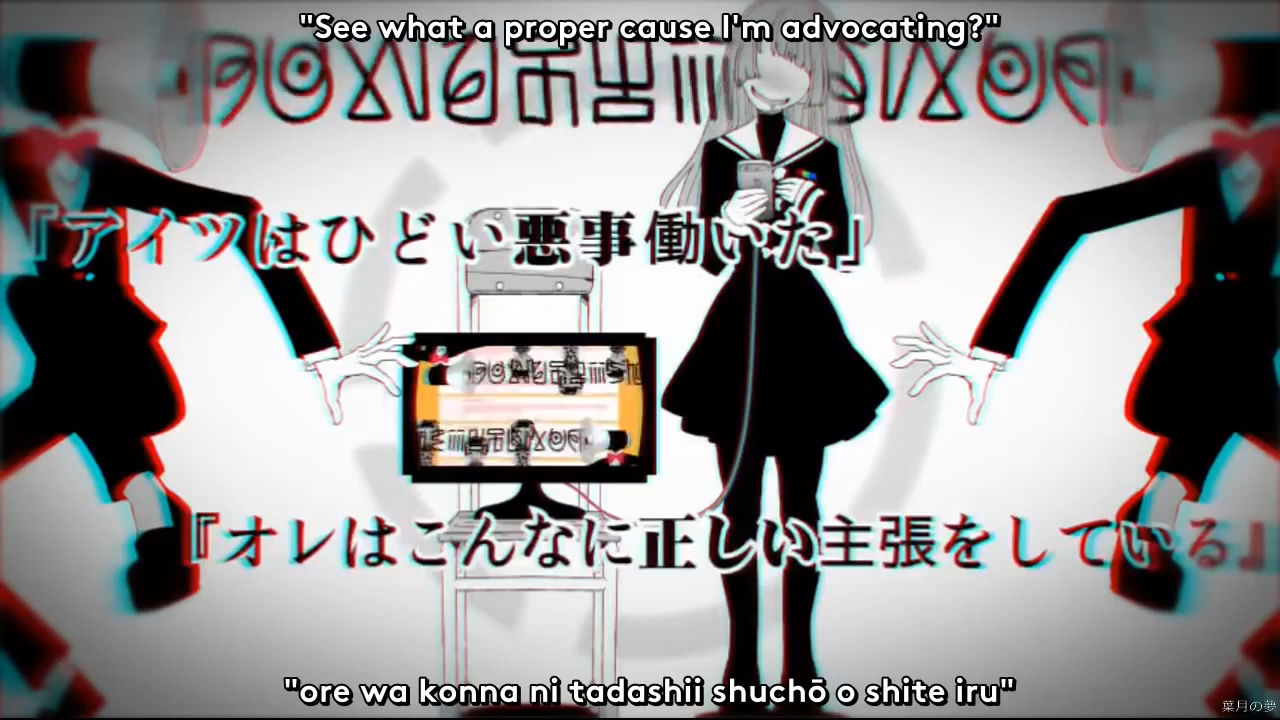 "See what a proper cause I'm advocating?"
『アイツはひどい悪事働いた』
『オレはこんなに正しい主張をしている』
"ore wa konna ni tadashii shuchō o shite iru"
葉月の夢